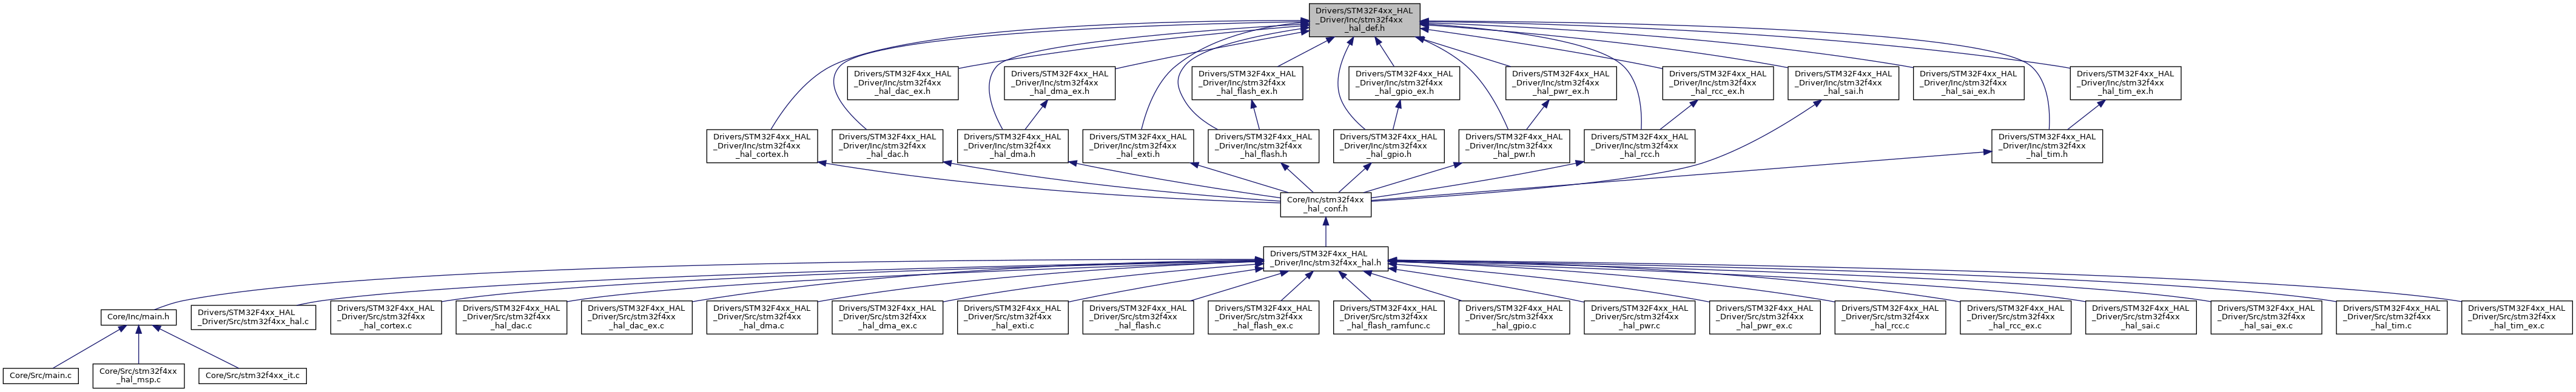 Drivers/STM32F4xx_HAL
_Driver/Inc/stm32f4xx
_hal_def.h
Drivers/STM32F4xx_HAL
_Driver/Inc/stm32f4xx
_hal_dac_ex.h
Drivers/STM32F4xx_HAL
_Driver/Inc/stm32f4xx
_hal_dma_ex.h
Drivers/STM32F4xx_HAL
_Driver/Inc/stm32f4xx
_hal_flash_ex.h
Drivers/STM32F4xx_HAL
_Driver/Inc/stm32f4xx
_hal_gpio_ex.h
Drivers/STM32F4xx_HAL
_Driver/Inc/stm32f4xx
_hal_pwr_ex.h
Drivers/STM32F4xx_HAL
_Driver/Inc/stm32f4xx
_hal_rcc_ex.h
Drivers/STM32F4xx_HAL
_Driver/Inc/stm32f4xx
_hal_sai.h
Drivers/STM32F4xx_HAL
_Driver/Inc/stm32f4xx
_hal_sai_ex.h
Drivers/STM32F4xx_HAL
_Driver/Inc/stm32f4xx
_hal_tim_ex.h
Drivers/STM32F4xx_HAL
_Driver/Inc/stm32f4xx
_hal_cortex.h
Drivers/STM32F4xx_HAL
_Driver/Inc/stm32f4xx
_hal_dac.h
Drivers/STM32F4xx_HAL
_Driver/Inc/stm32f4xx
_hal_dma.h
Drivers/STM32F4xx_HAL
_Driver/Inc/stm32f4xx
_hal_exti.h
Drivers/STM32F4xx_HAL
_Driver/Inc/stm32f4xx
_hal_flash.h
Drivers/STM32F4xx_HAL
_Driver/Inc/stm32f4xx
_hal_gpio.h
Drivers/STM32F4xx_HAL
_Driver/Inc/stm32f4xx
_hal_pwr.h
Drivers/STM32F4xx_HAL
_Driver/Inc/stm32f4xx
_hal_rcc.h
Drivers/STM32F4xx_HAL
_Driver/Inc/stm32f4xx
_hal_tim.h
Core/Inc/stm32f4xx
_hal_conf.h
Drivers/STM32F4xx_HAL
_Driver/Inc/stm32f4xx_hal.h
Core/Inc/main.h
Drivers/STM32F4xx_HAL
_Driver/Src/stm32f4xx_hal.c
Drivers/STM32F4xx_HAL
_Driver/Src/stm32f4xx
_hal_cortex.c
Drivers/STM32F4xx_HAL
_Driver/Src/stm32f4xx
_hal_dac.c
Drivers/STM32F4xx_HAL
_Driver/Src/stm32f4xx
_hal_dac_ex.c
Drivers/STM32F4xx_HAL
_Driver/Src/stm32f4xx
_hal_dma.c
Drivers/STM32F4xx_HAL
_Driver/Src/stm32f4xx
_hal_dma_ex.c
Drivers/STM32F4xx_HAL
_Driver/Src/stm32f4xx
_hal_exti.c
Drivers/STM32F4xx_HAL
_Driver/Src/stm32f4xx
_hal_flash.c
Drivers/STM32F4xx_HAL
_Driver/Src/stm32f4xx
_hal_flash_ex.c
Drivers/STM32F4xx_HAL
_Driver/Src/stm32f4xx
_hal_flash_ramfunc.c
Drivers/STM32F4xx_HAL
_Driver/Src/stm32f4xx
_hal_gpio.c
Drivers/STM32F4xx_HAL
_Driver/Src/stm32f4xx
_hal_pwr.c
Drivers/STM32F4xx_HAL
_Driver/Src/stm32f4xx
_hal_pwr_ex.c
Drivers/STM32F4xx_HAL
_Driver/Src/stm32f4xx
_hal_rcc.c
Drivers/STM32F4xx_HAL
_Driver/Src/stm32f4xx
_hal_rcc_ex.c
Drivers/STM32F4xx_HAL
_Driver/Src/stm32f4xx
_hal_sai.c
Drivers/STM32F4xx_HAL
_Driver/Src/stm32f4xx
_hal_sai_ex.c
Drivers/STM32F4xx_HAL
_Driver/Src/stm32f4xx
_hal_tim.c
Drivers/STM32F4xx_HAL
_Driver/Src/stm32f4xx
_hal_tim_ex.c
Core/Src/main.c
Core/Src/stm32f4xx
_hal_msp.c
Core/Src/stm32f4xx_it.c